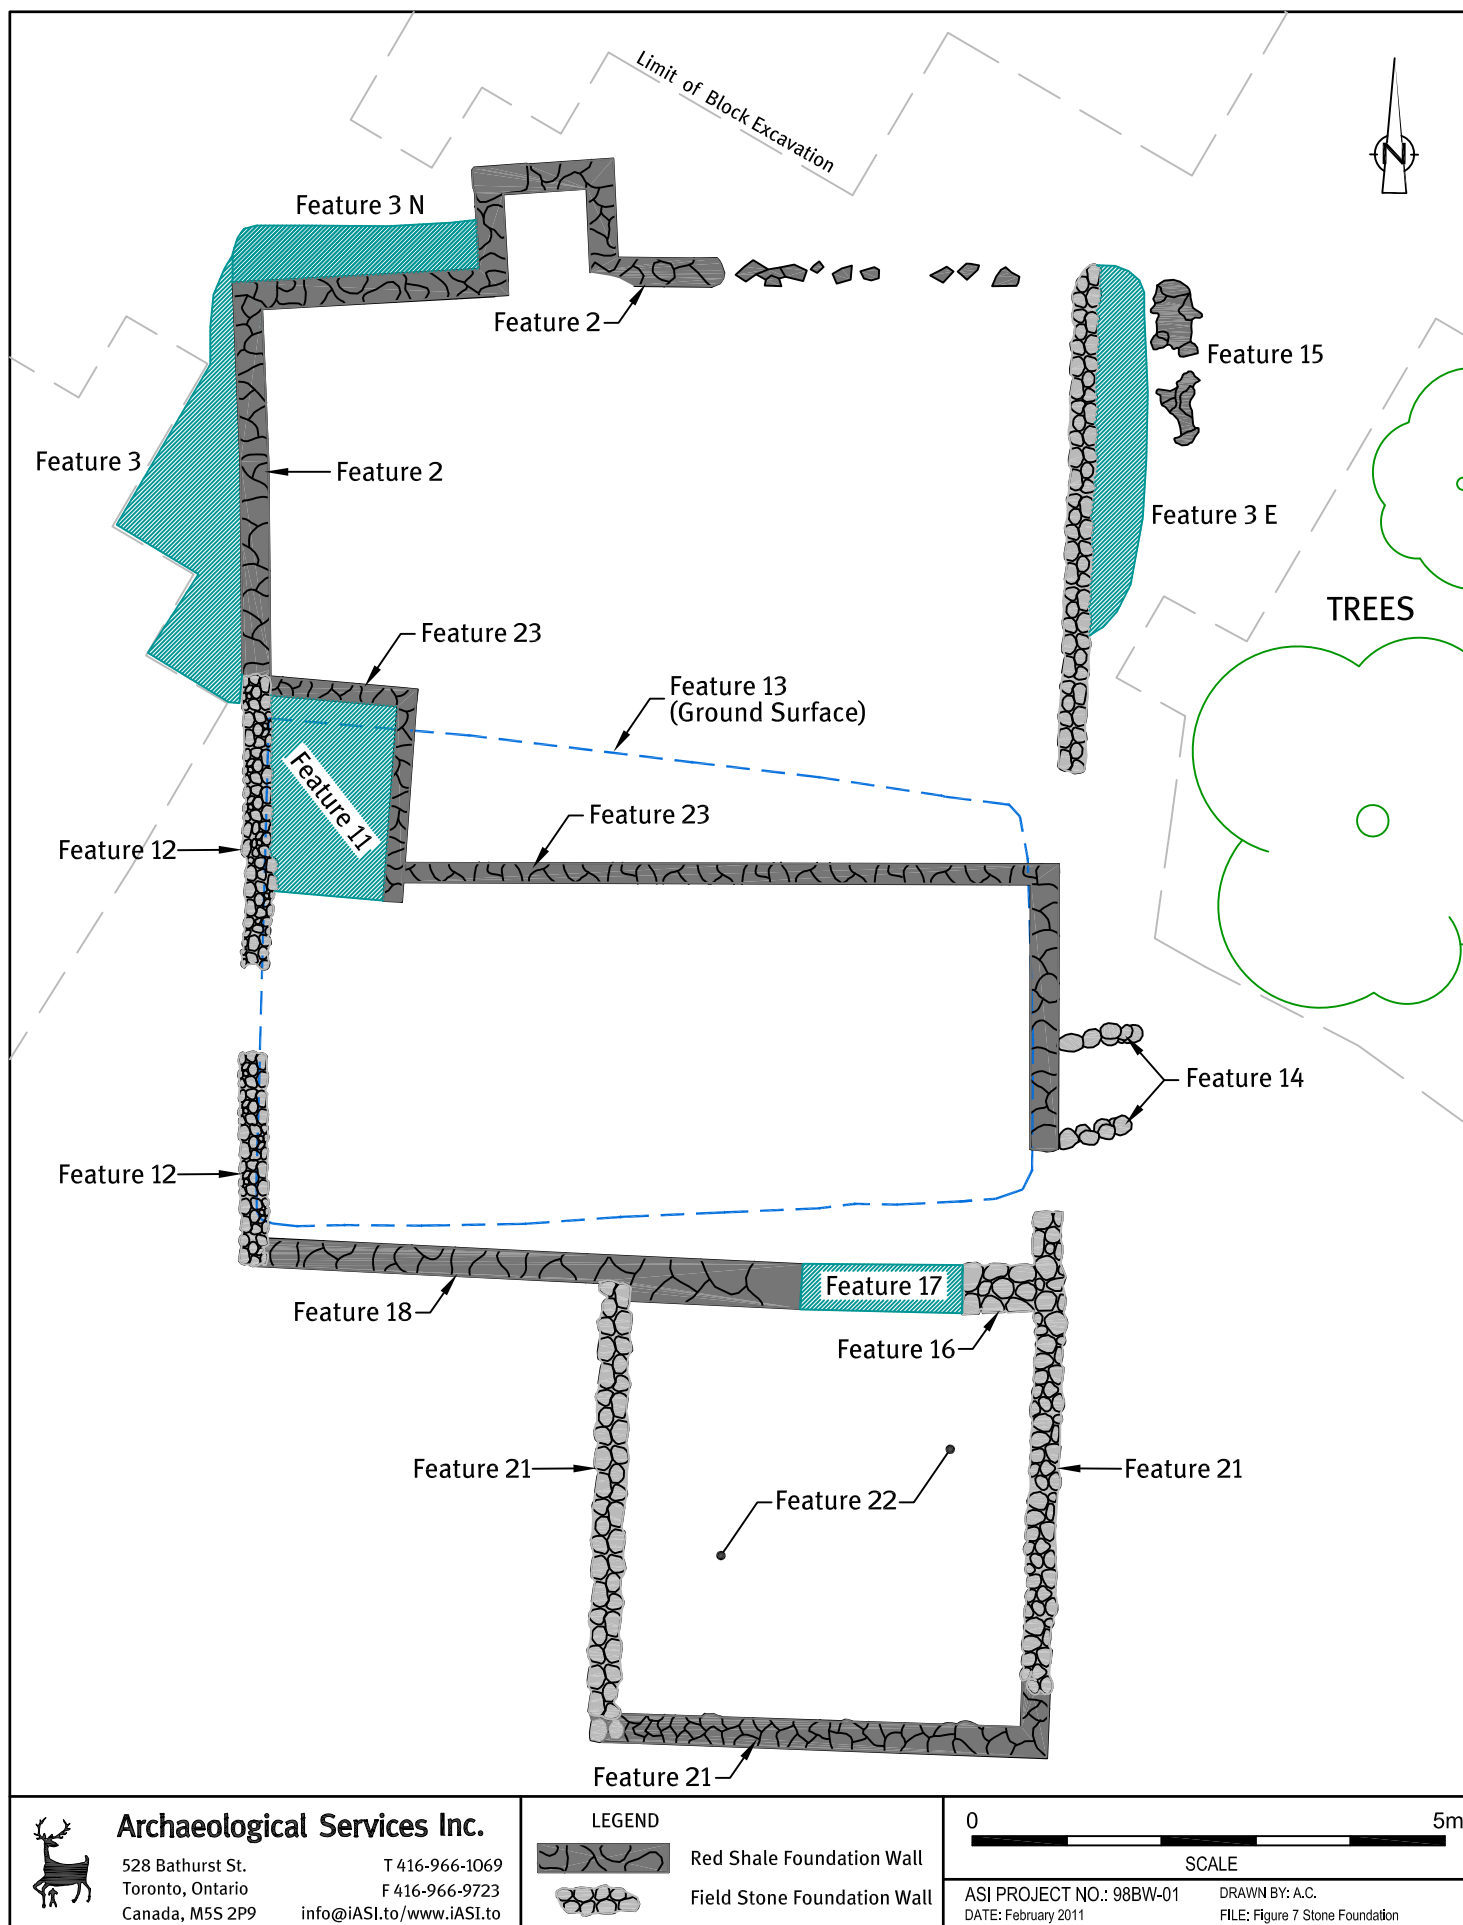 Limit of Block Excavation
N
Feature 3 N
Feature 2
Feature 15
Feature 3
Feature 2
Feature 3 E
TREES
Feature 23
Feature 13
(Ground Surface)
Feature 11
Feature 23
Feature 12
Feature 14
Feature 12
Feature 17
Feature 18
Feature 16
Feature 21
Feature 21
Feature 22
Feature 21
Archaeological Services Inc.
528 Bathurst St.
Toronto, Ontario
Canada, M5S 2P9
T 416-966-1069
F 416-966-9723
info@iASI.to/www.iASI.to
LEGEND
Red Shale Foundation Wall
Field Stone Foundation Wall
0 5m
SCALE
ASI PROJECT NO.: 98BW-01
DATE: February 2011
DRAWN BY: A.C.
FILE: Figure 7 Stone Foundation